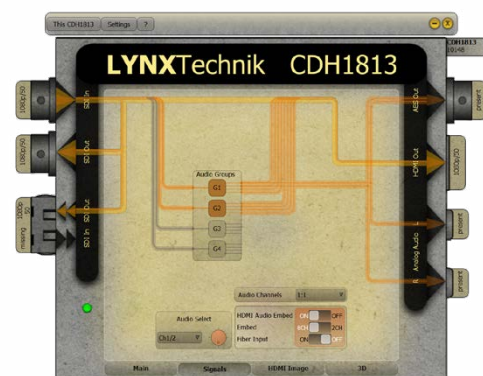 This CDH1813 Settings ?
CDH1813
10148
LYNXTechnik CDH1813
1080p/50
SDI In
AES Out
present
1080p/50
SDI Out
HDMI Out
1080p/50
Audio Groups
G1
G2
G3
G4
1080p
50
SDI Out
missing
SDI In
L
present
Analog Audio
R
present
Audio Channels 1:1
Audio Select
Ch1/2
HDMI Audio Embed ON OFF
Embed 8CH 2CH
Fiber Input ON OFF
Main Signals HDMI Image 3D